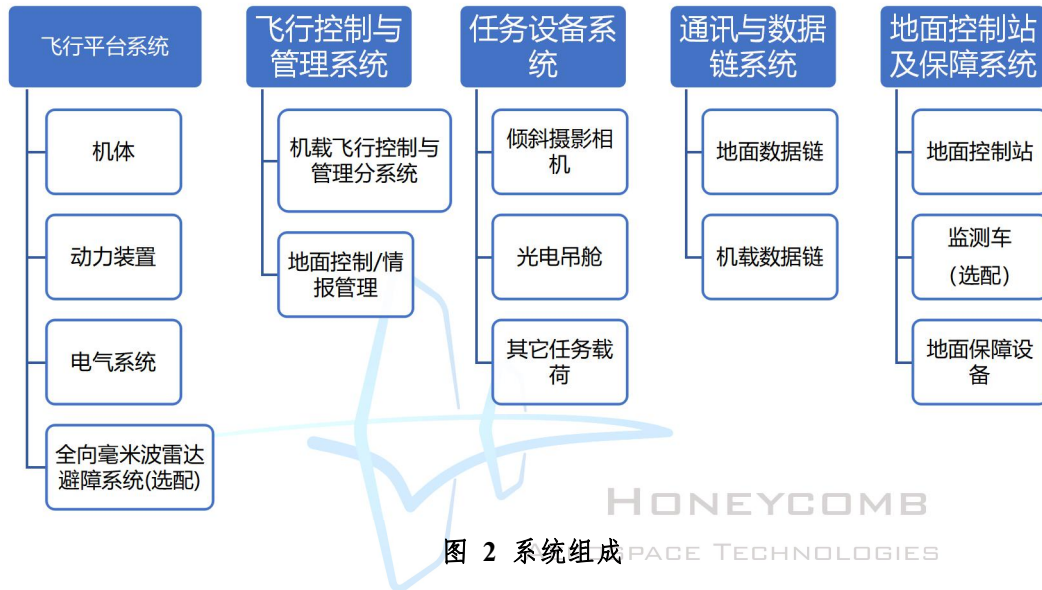 飞行平台系统
机体
动力装置
电气系统
全向毫米波雷达
避障系统(选配)
飞行控制与
管理系统
机载飞行控制与
管理分系统
地面控制/情
报管理
任务设备系
统
倾斜摄影相
机
光电吊舱
其它任务载
荷
通讯与数据
链系统
地面数据链
机载数据链
地面控制站
及保障系统
地面控制站
监测车
（选配）
地面保障设
备
HONEYCOMB
图 2 系统组成
SPACE TECHNOLOGIES